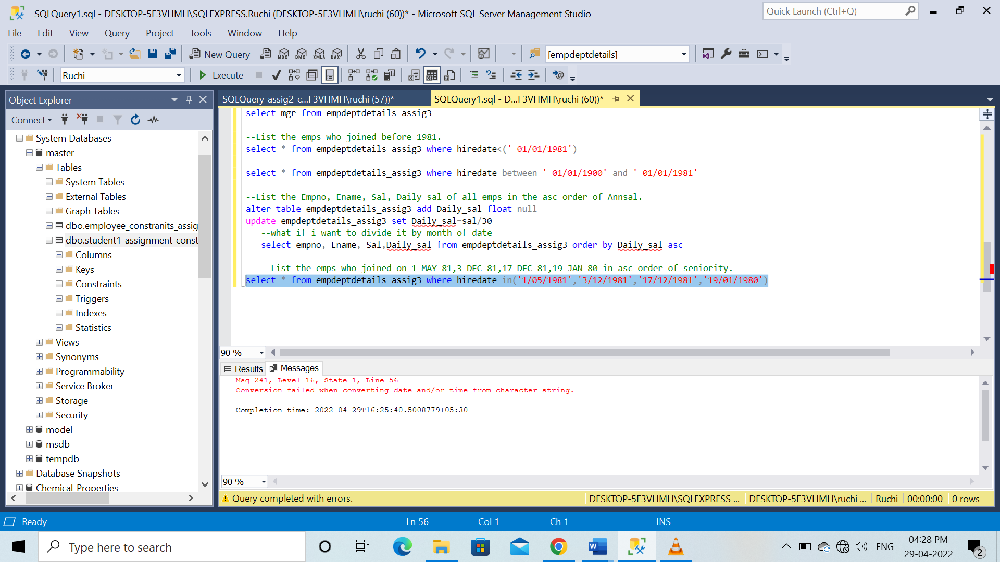 SQLQuery1.sql - DESKTOP-5F3VHMH\SQLEXPRESS.Ruchi (DESKTOP-5F3VHMH\ruchi (60))* - Microsoft SQL Server Management Studio
Quick Launch (Ctrl+Q)
File Edit View Query Project Tools Window Help
New Query MDX DMX XMLA DAX [empdeptdetails]
Ruchi Execute
Object Explorer
Connect
System Databases
master
Tables
System Tables
External Tables
Graph Tables
dbo.employee_constranits_assig
dbo.student1_assignment_const
Columns
Keys
Constraints
Triggers
Indexes
Statistics
Views
Synonyms
Programmability
Service Broker
Storage
Security
model
msdb
tempdb
Database Snapshots
Chemical_Properties
SQLQuery_assig2_c...F3VHMH\ruchi (57))*
SQLQuery1.sql - D...F3VHMH\ruchi (60))*
select mgr from empdeptdetails_assig3
--List the emps who joined before 1981.
select * from empdeptdetails_assig3 where hiredate<(' 01/01/1981')
select * from empdeptdetails_assig3 where hiredate between ' 01/01/1900' and ' 01/01/1981'
--List the Empno, Ename, Sal, Daily sal of all emps in the asc order of Annsal.
alter table empdeptdetails_assig3 add Daily_sal float null
update empdeptdetails_assig3 set Daily_sal=sal/30
--what if i want to divide it by month of date
select empno, Ename, Sal,Daily_sal from empdeptdetails_assig3 order by Daily_sal asc
-- List the emps who joined on 1-MAY-81,3-DEC-81,17-DEC-81,19-JAN-80 in asc order of seniority.
select * from empdeptdetails_assig3 where hiredate in('1/05/1981','3/12/1981','17/12/1981','19/01/1980')
90 %
Results Messages
Msg 241, Level 16, State 1, Line 56
Conversion failed when converting date and/or time from character string.
Completion time: 2022-04-29T16:25:40.5008779+05:30
90 %
Query completed with errors.
DESKTOP-5F3VHMH\SQLEXPRESS ... DESKTOP-5F3VHMH\ruchi ... Ruchi 00:00:00 0 rows
Ready Ln 56 Col 1 Ch 1 INS
Type here to search
ENG
04:28 PM
29-04-2022
2